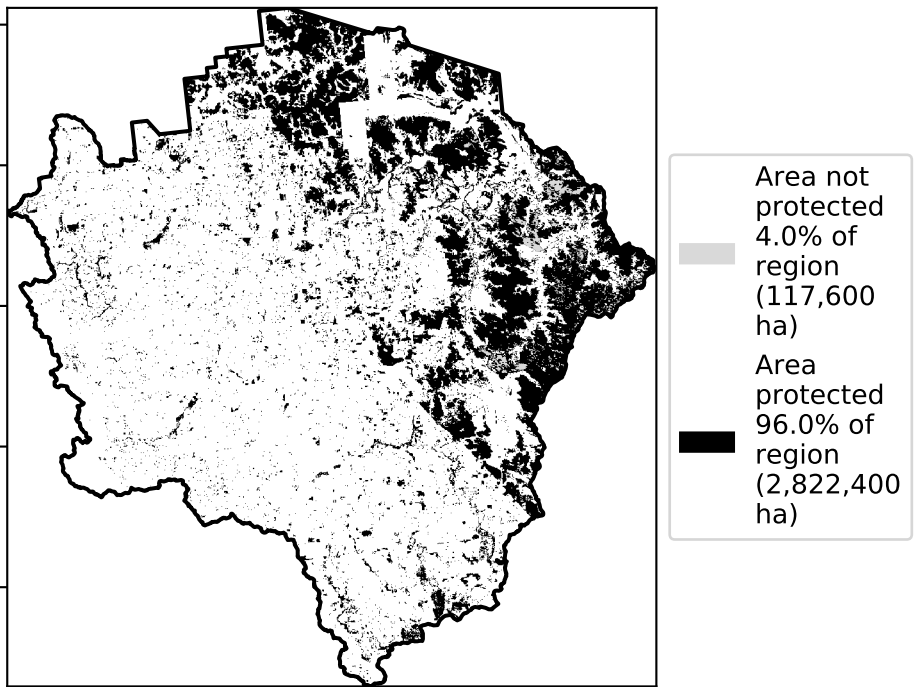 Area not
protected
4.0% of
region
(117,600
ha)
Area
protected
96.0% of
region
(2,822,400
ha)